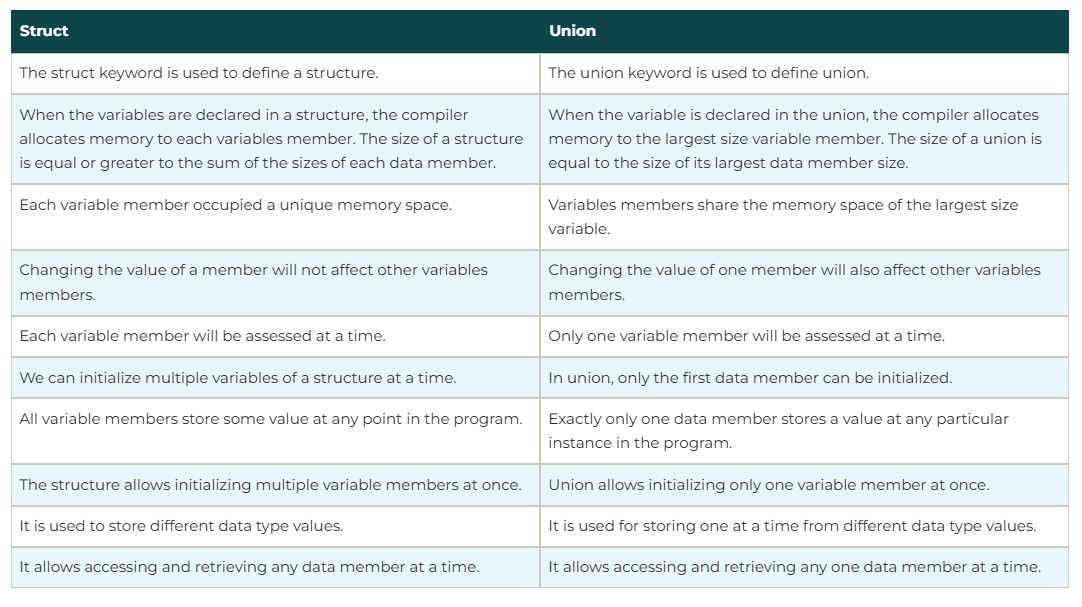 Struct
Union
The struct keyword is used to define a structure.
The union keyword is used to define union.
When the variables are declared in a structure, the compiler
allocates memory to each variables member. The size of a structure
is equal or greater to the sum of the sizes of each data member.
When the variable is declared in the union, the compiler allocates
memory to the largest size variable member. The size of a union is
equal to the size of its largest data member size.
Each variable member occupied a unique memory space.
Variables members share the memory space of the largest size
variable.
Changing the value of a member will not affect other variables
members.
Changing the value of one member will also affect other variables
members.
Each variable member will be assessed at a time.
Only one variable member will be assessed at a time.
We can initialize multiple variables of a structure at a time.
In union, only the first data member can be initialized.
All variable members store some value at any point in the program.
Exactly only one data member stores a value at any particular
instance in the program.
The structure allows initializing multiple variable members at once.
Union allows initializing only one variable member at once.
It is used to store different data type values.
It is used for storing one at a time from different data type values.
It allows accessing and retrieving any data member at a time.
It allows accessing and retrieving any one data member at a time.